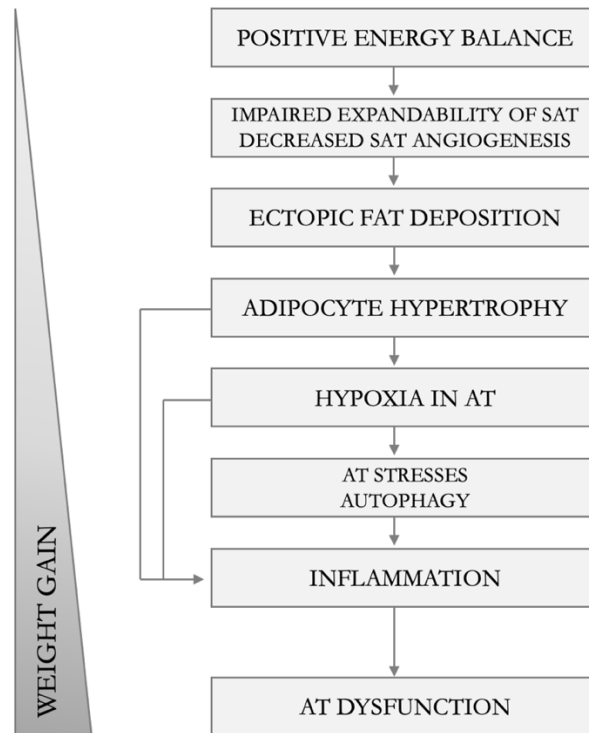 POSITIVE ENERGY BALANCE
IMPAIRED EXPANDABILITY OF SAT
DECREASED SAT ANGIOGENESIS
ECTOPIC FAT DEPOSITION
ADIPOCYTE HYPERTROPHY
HYPOXIA IN AT
AT STRESSES
AUTOPHAGY
INFLAMMATION
AT DYSFUNCTION
WEIGHT GAIN